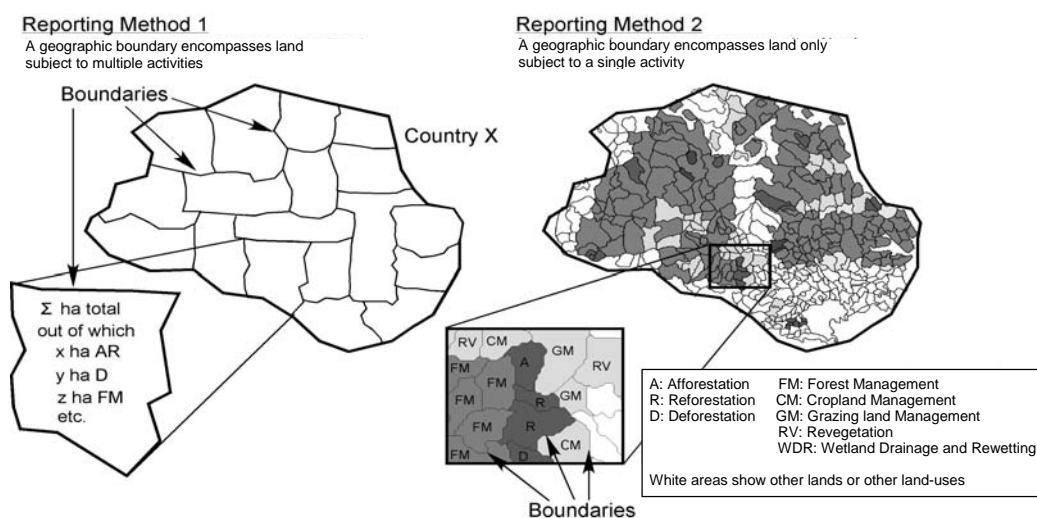 Reporting Method 1
A geographic boundary encompasses land
subject to multiple activities
Boundaries
Country X
Σ ha total
out of which
x ha AR
y ha D
z ha FM
etc.
Reporting Method 2
A geographic boundary encompasses land only
subject to a single activity
RV
CM
GM
RV
FM
FM
A
GM
FM
FM
R
FM
R
CM
FM
D
Boundaries
A: Afforestation
R: Reforestation
D: Deforestation
FM: Forest Management
CM: Cropland Management
GM: Grazing land Management
RV: Revegetation
WDR: Wetland Drainage and Rewetting
White areas show other lands or other land-uses